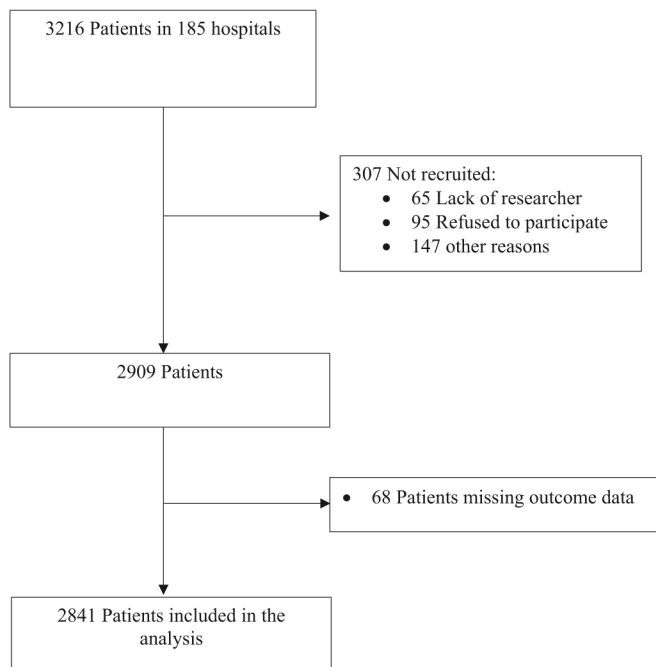 3216 Patients in 185 hospitals
307 Not recruited:
• 65 Lack of researcher
• 95 Refused to participate
• 147 other reasons
2909 Patients
• 68 Patients missing outcome data
2841 Patients included in the
analysis